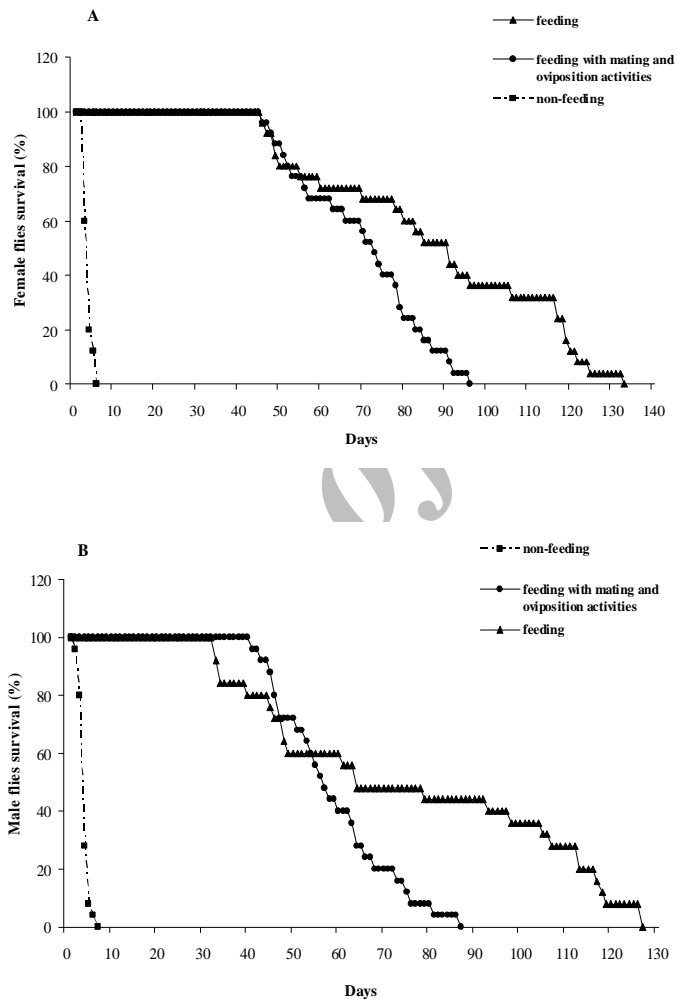 A
feeding
feeding with mating and
oviposition activities
non-feeding
Female flies survival (%)
120
100
80
60
40
20
0
0 10 20 30 40 50 60 70 80 90 100 110 120 130 140
Days
B
non-feeding
feeding with mating and
oviposition activities
feeding
Male flies survival (%)
120
100
80
60
40
20
0
0 10 20 30 40 50 60 70 80 90 100 110 120 130
Days